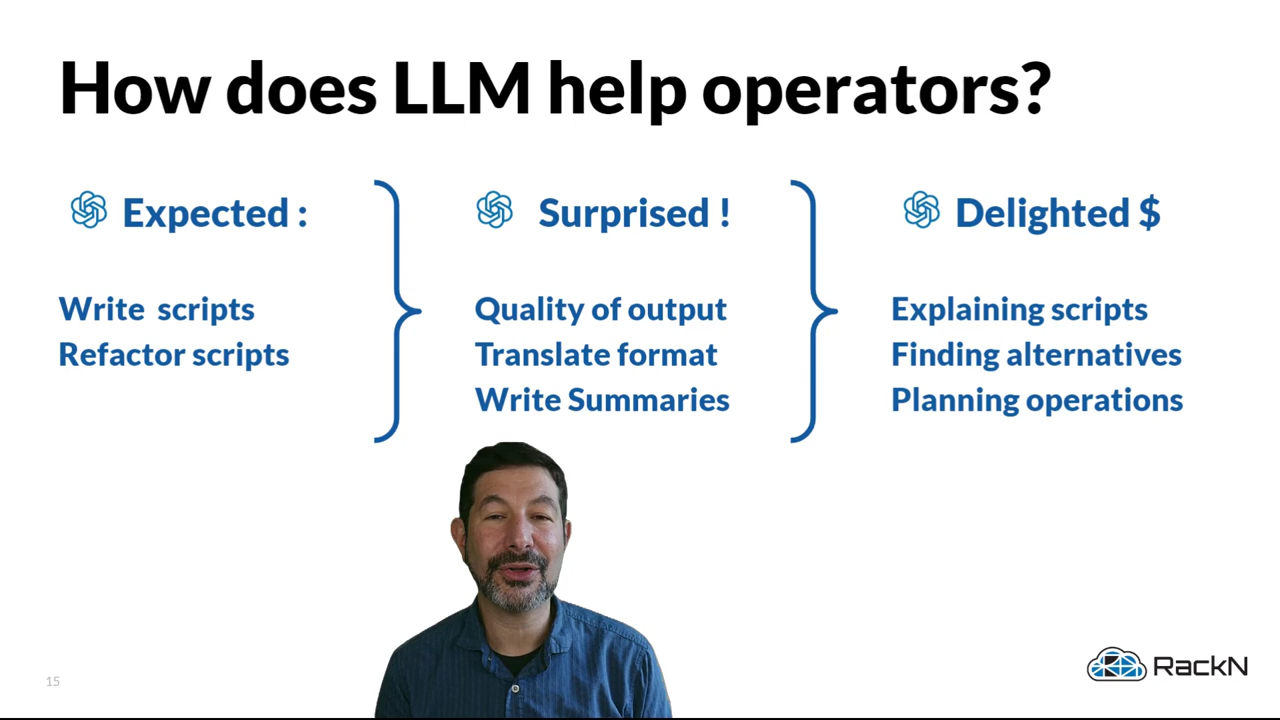 How does LLM help operators?
Expected :
Write scripts
Refactor scripts
Surprised !
Quality of output
Translate format
Write Summaries
Delighted $
Explaining scripts
Finding alternatives
Planning operations
15
RackN